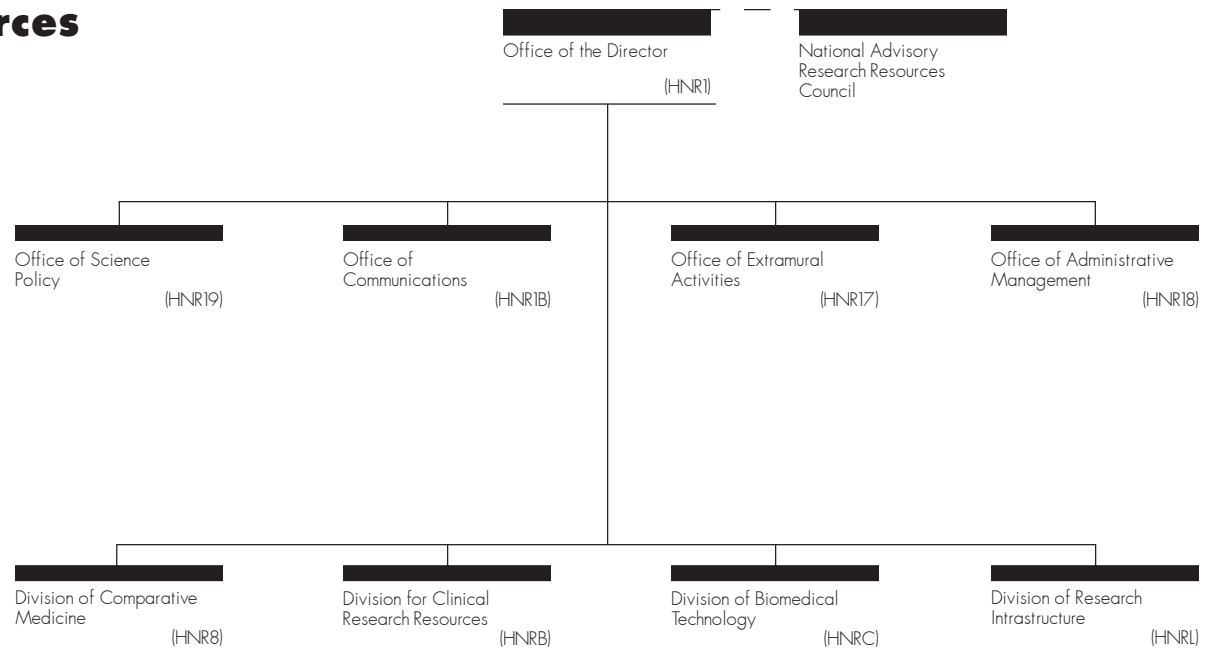 rces
Office of the Director
(HNR1)
National Advisory
Research Resources
Council
Office of Science
Policy
(HNR19)
Office of
Communications
(HNR1B)
Office of Extramural
Activities
(HNR17)
Office of Administrative
Management
(HNR18)
Division of Comparative
Medicine
(HNR8)
Division for Clinical
Research Resources
(HNRB)
Division of Biomedical
Technology
(HNRC)
Division of Research
Intrastructure
(HNRL)